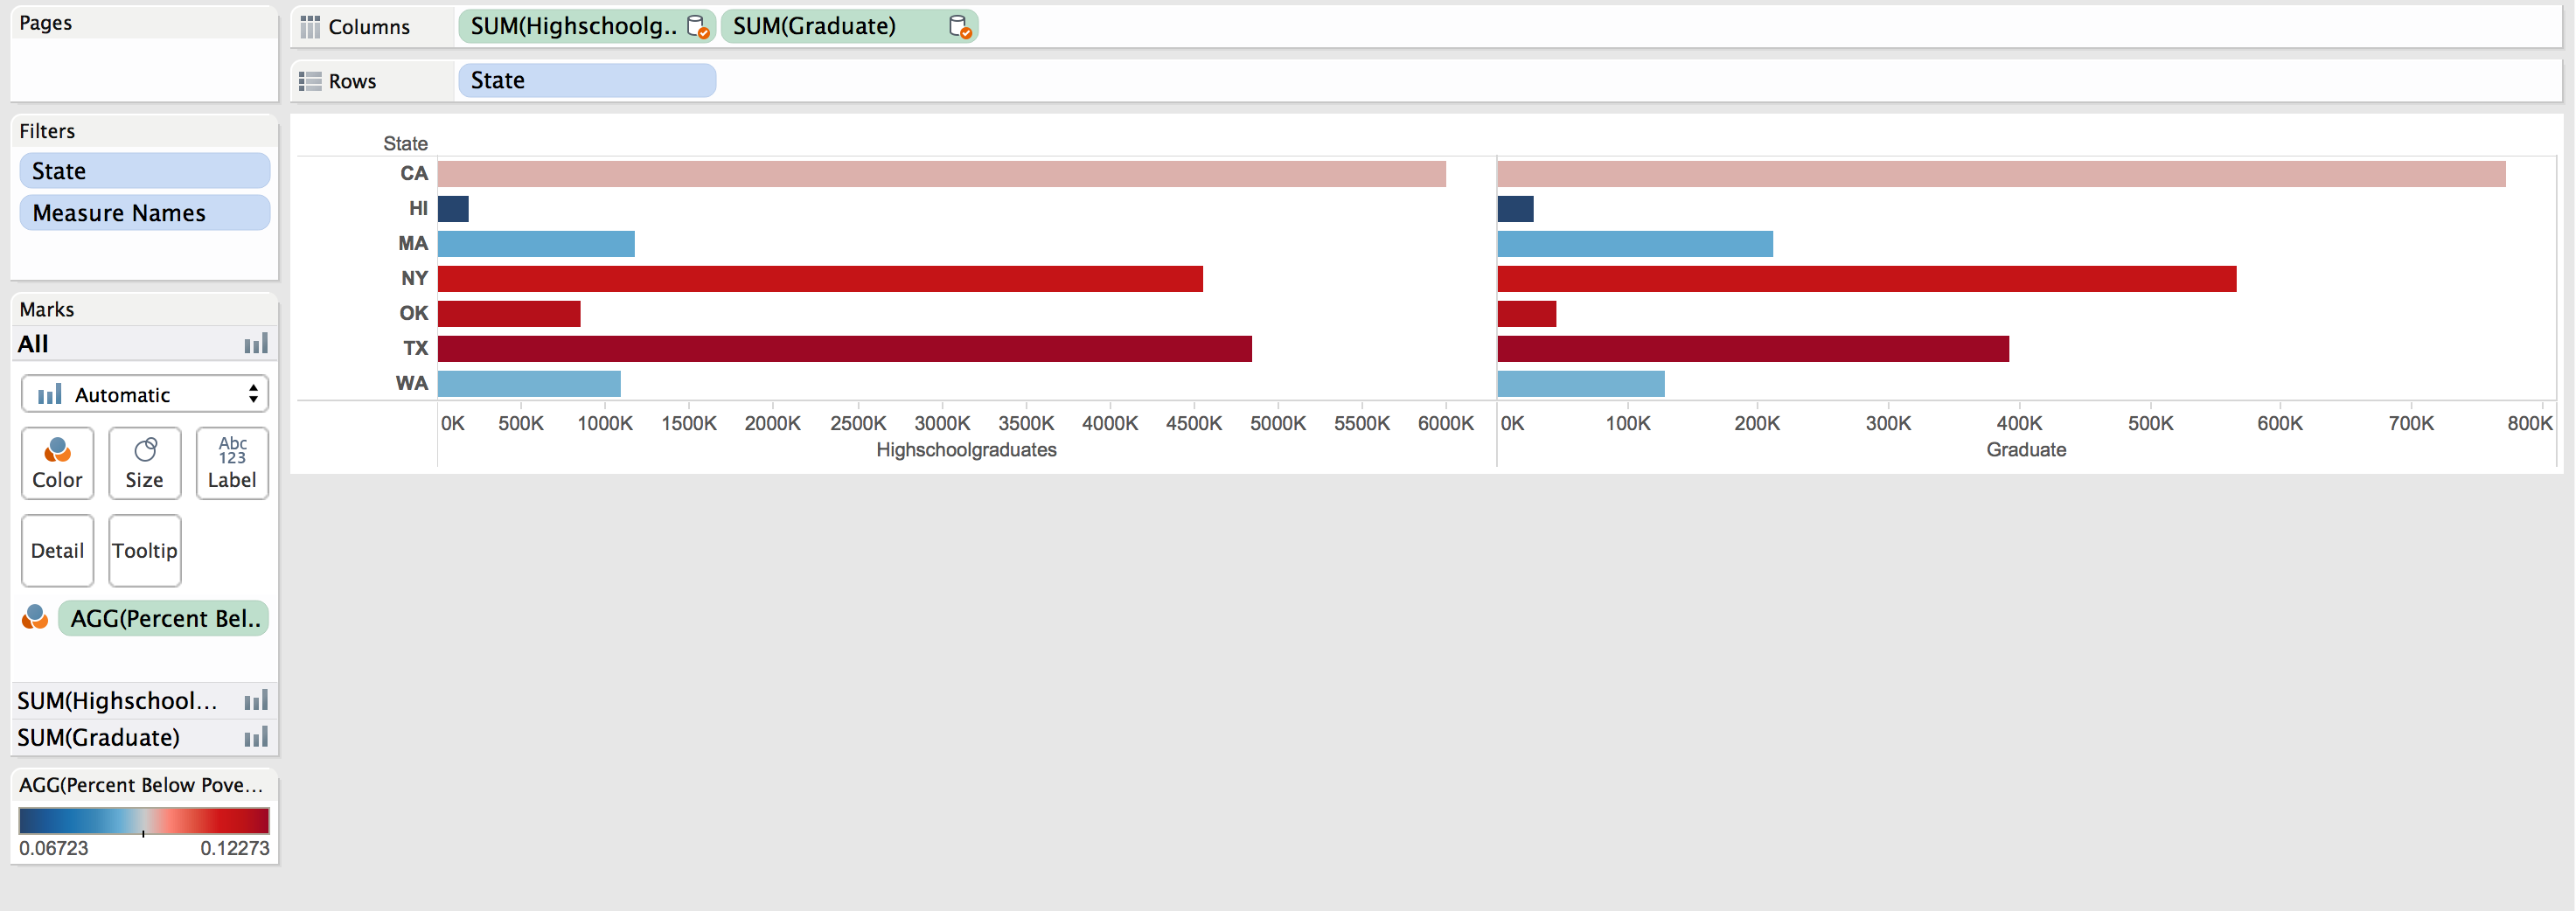 Pages
Columns SUM(Highschoolg.. SUM(Graduate)
Rows State
Filters
State
Measure Names
Marks
All
Automatic
Color Size Abc 123 Label
Detail Tooltip
AGG(Percent Bel..
SUM(Highschool...
SUM(Graduate)
AGG(Percent Below Pove...
0.06723 0.12273
State
CA
HI
MA
NY
OK
TX
WA
0K 500K 1000K 1500K 2000K 2500K 3000K 3500K 4000K 4500K 5000K 5500K 6000K 0K 100K 200K 300K 400K 500K 600K 700K 800K
Highschoolgraduates Graduate